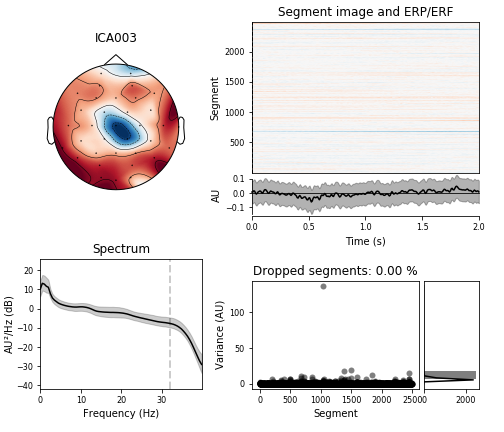 ICA003
Segment image and ERP/ERF
Segment
2000
1500
1000
500
AU
0.1
0.0
−0.1
0.0 0.5 1.0 1.5 2.0
Time (s)
Spectrum
AU²/Hz (dB)
20
10
0
−10
−20
−30
−40
0 10 20 30
Frequency (Hz)
Dropped segments: 0.00 %
Variance (AU)
100
50
0
0 500 1000 1500 2000 2500
Segment
0 2000